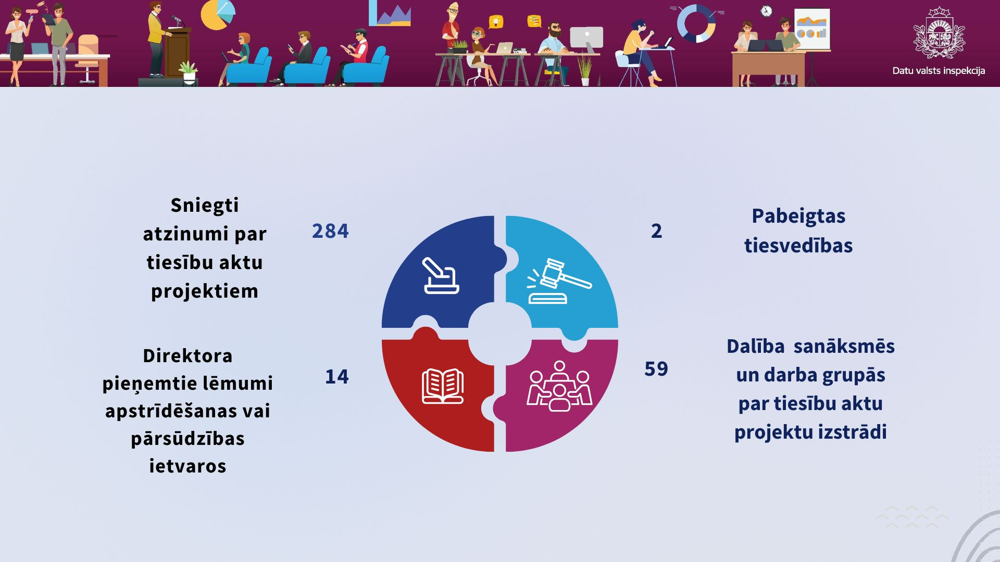 Datu valsts inspekcija
Sniegti
atzinumi par
tiesību aktu
projektiem
284
2
Pabeigtas
tiesvedības
Direktora
pieņemtie lēmumi
apstrīdēšanas vai
pārsūdzības
ietvaros
14
59
Dalība sanāksmēs
un darba grupās
par tiesību aktu
projektu izstrādi